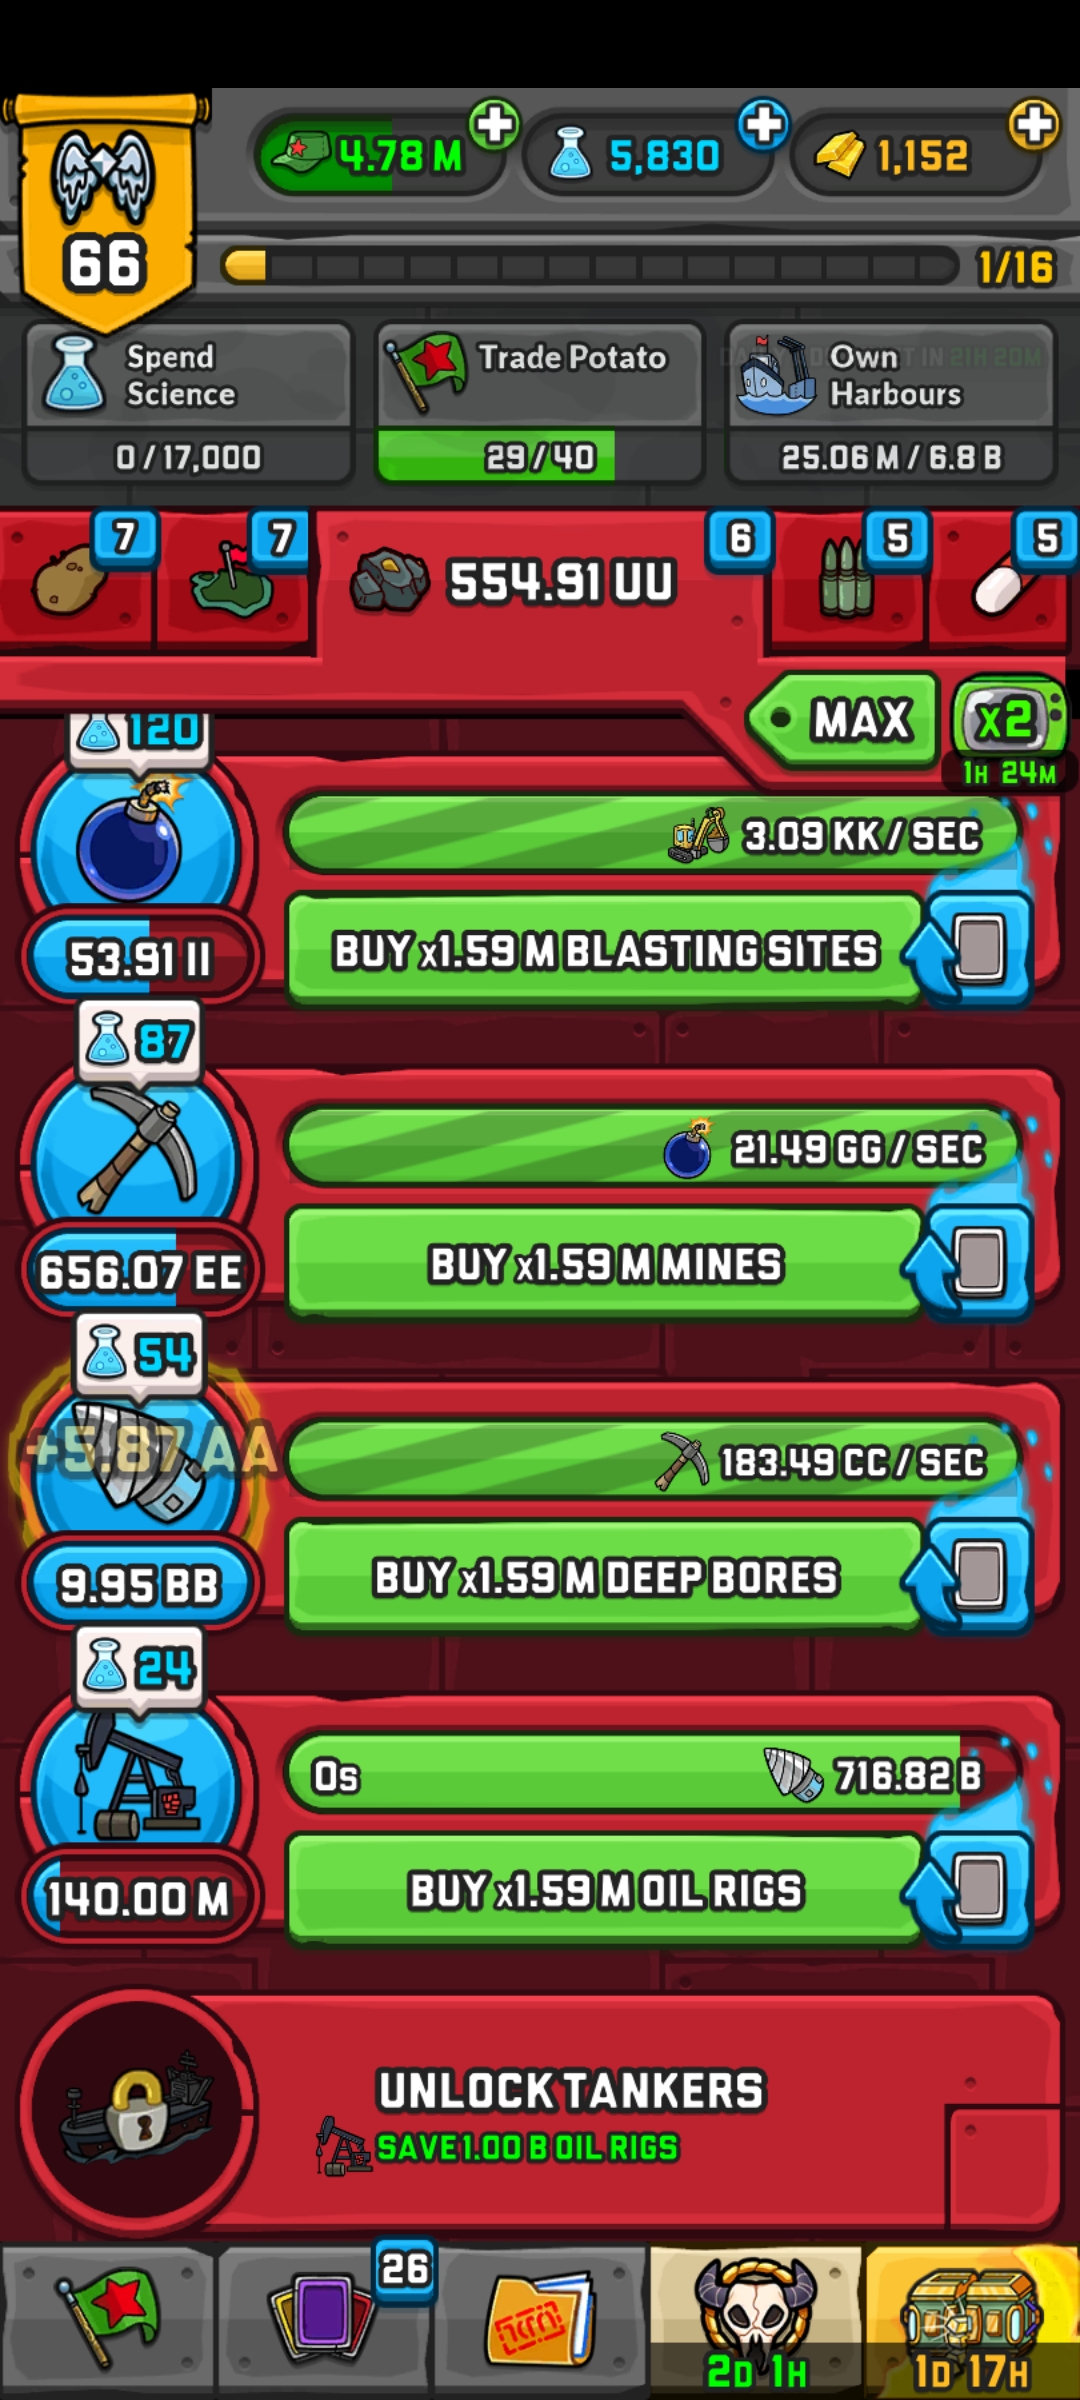 4.78 M
5,830
1,152
66
1/16
Spend
Science
0 / 17,000
Trade Potato
29 / 40
Own
Harbours
25.06 M / 6.8 B
7
7
554.91 UU
6
5
5
MAX
x2
1H 24M
120
3.09 KK / SEC
53.91 II
BUY x1.59 M BLASTING SITES
87
21.49 GG / SEC
656.07 EE
BUY x1.59 M MINES
54
+5.87 AA
183.49 CC / SEC
9.95 BB
BUY x1.59 M DEEP BORES
24
0s
716.82 B
140.00 M
BUY x1.59 M OIL RIGS
UNLOCK TANKERS
SAVE 1.00 B OIL RIGS
26
2D 1H
1D 17H